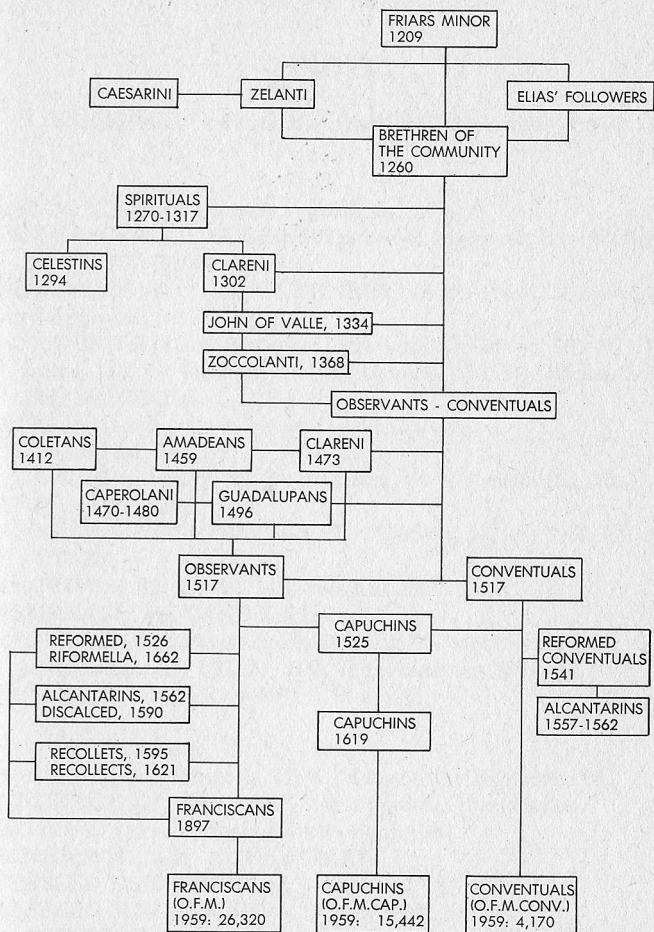 FRIARS MINOR
1209
CAESARINI
ZELANTI
ELIAS' FOLLOWERS
BRETHREN OF
THE COMMUNITY
1260
SPIRITUALS
1270-1317
CELESTINS
1294
CLARENI
1302
JOHN OF VALLE, 1334
ZOCCOLANTI, 1368
OBSERVANTS - CONVENTUALS
COLETANS
1412
AMADEANS
1459
CLARENI
1473
CAPEROLANI
1470-1480
GUADALUPANS
1496
OBSERVANTS
1517
CONVENTUALS
1517
CAPUCHINS
1525
REFORMED, 1526
RIFORMELLA, 1662
REFORMED
CONVENTUALS
1541
ALCANTARINS, 1562
DISCALCED, 1590
CAPUCHINS
1619
ALCANTARINS
1557-1562
RECOLLETS, 1595
RECOLLECTS, 1621
FRANCISCANS
1897
FRANCISCANS
(O.F.M.)
1959: 26,320
CAPUCHINS
(O.F.M.CAP.)
1959: 15,442
CONVENTUALS
(O.F.M.CONV.)
1959: 4,170